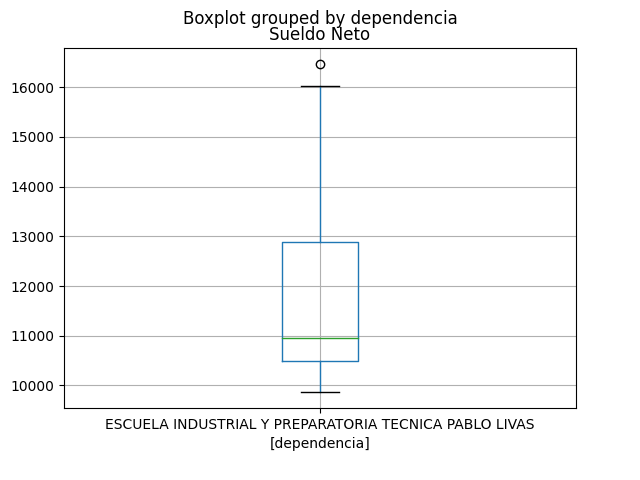 Boxplot grouped by dependencia
Sueldo Neto
16000
15000
14000
13000
12000
11000
10000
ESCUELA INDUSTRIAL Y PREPARATORIA TECNICA PABLO LIVAS
[dependencia]